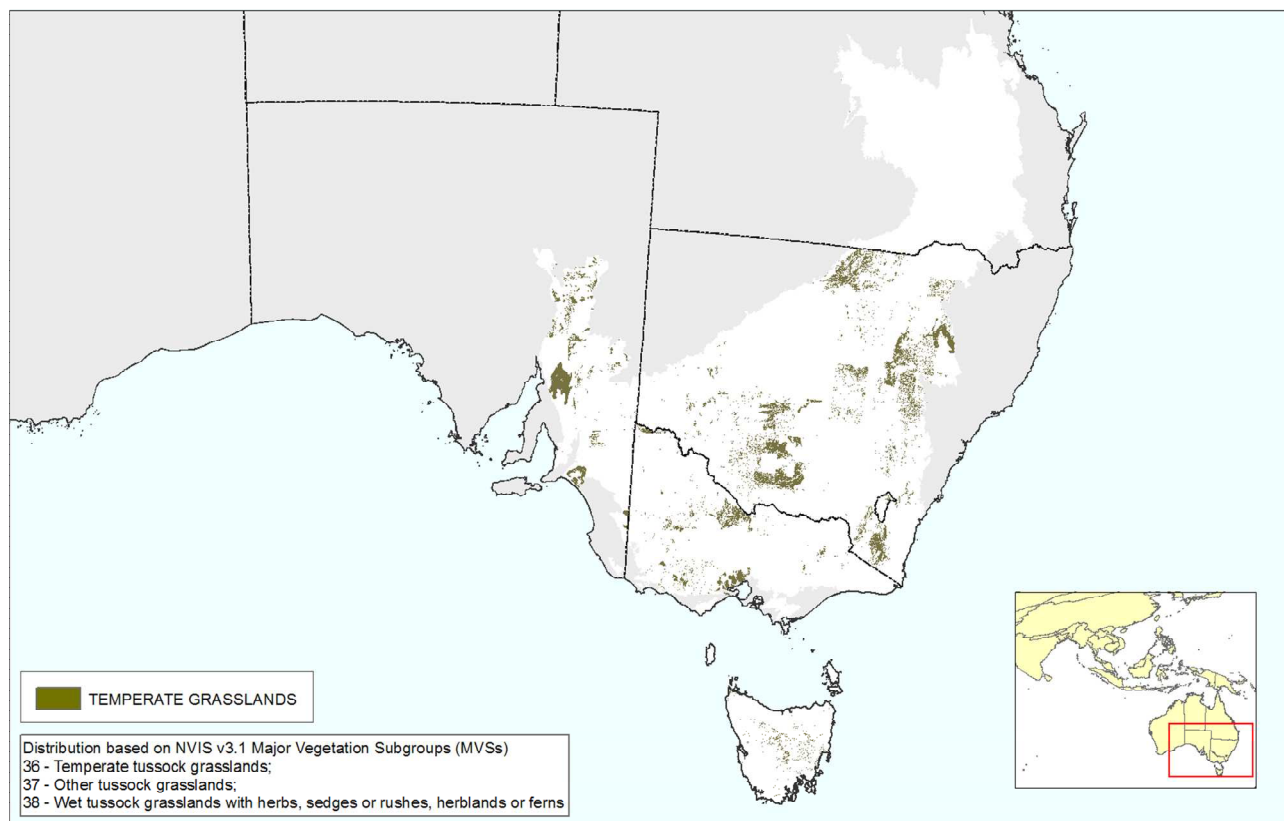 TEMPERATE GRASSLANDS
Distribution based on NVIS v3.1 Major Vegetation Subgroups (MVSs)
36 - Temperate tussock grasslands;
37 - Other tussock grasslands;
38 - Wet tussock grasslands with herbs, sedges or rushes, herblands or ferns